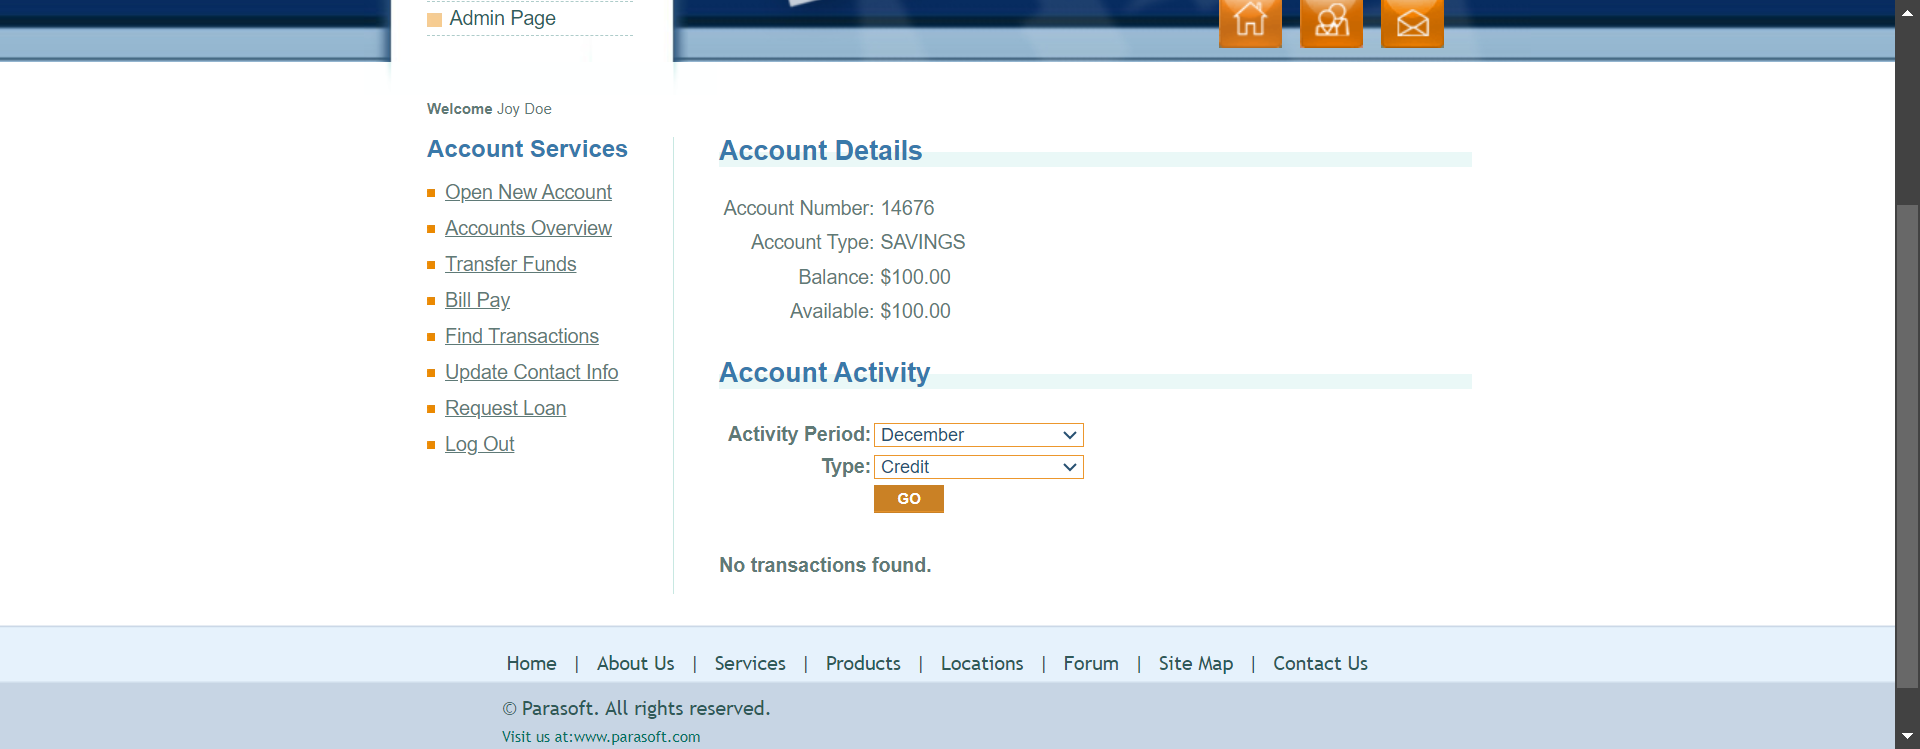 Admin Page
Welcome Joy Doe
Account Services
Open New Account
Accounts Overview
Transfer Funds
Bill Pay
Find Transactions
Update Contact Info
Request Loan
Log Out
Account Details
Account Number: 14676
Account Type: SAVINGS
Balance: $100.00
Available: $100.00
Account Activity
Activity Period: December
Type: Credit
GO
No transactions found.
Home | About Us | Services | Products | Locations | Forum | Site Map | Contact Us
© Parasoft. All rights reserved.
Visit us at:www.parasoft.com